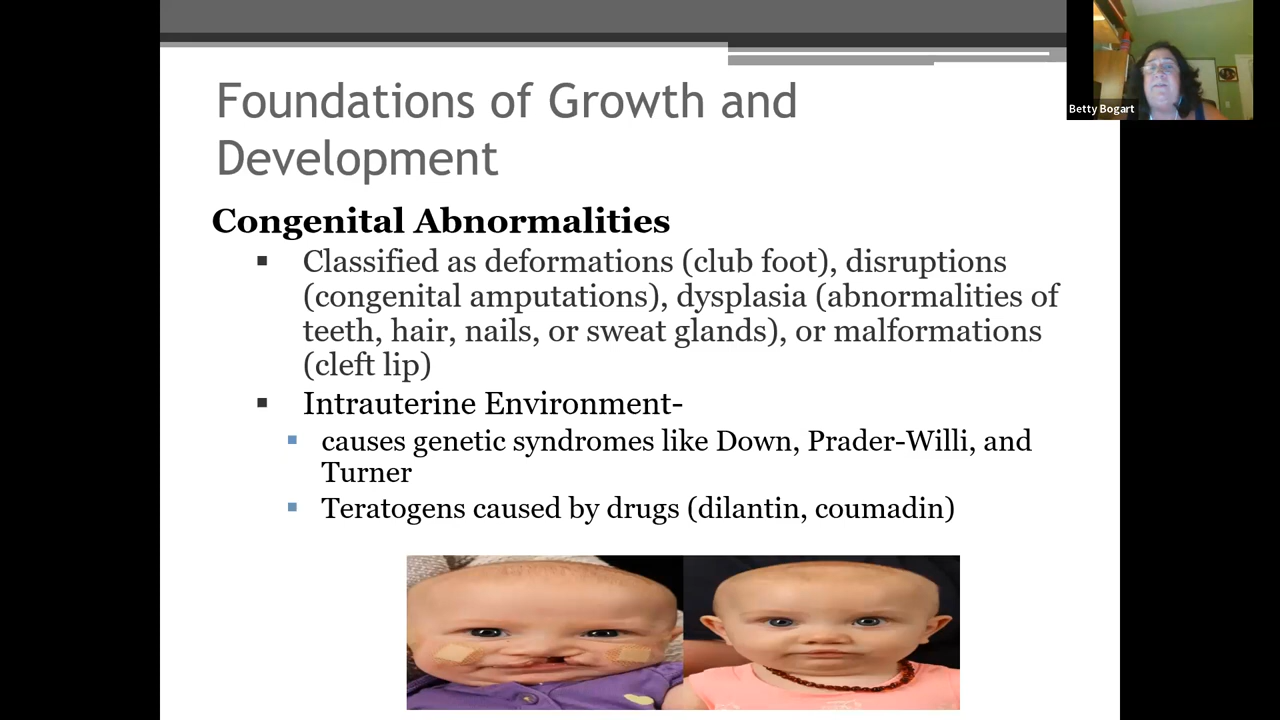 Foundations of Growth and
Development
Betty Bogart
Congenital Abnormalities
▪ Classified as deformations (club foot), disruptions
(congenital amputations), dysplasia (abnormalities of
teeth, hair, nails, or sweat glands), or malformations
(cleft lip)
▪ Intrauterine Environment-
▪ causes genetic syndromes like Down, Prader-Willi, and
Turner
▪ Teratogens caused by drugs (dilantin, coumadin)